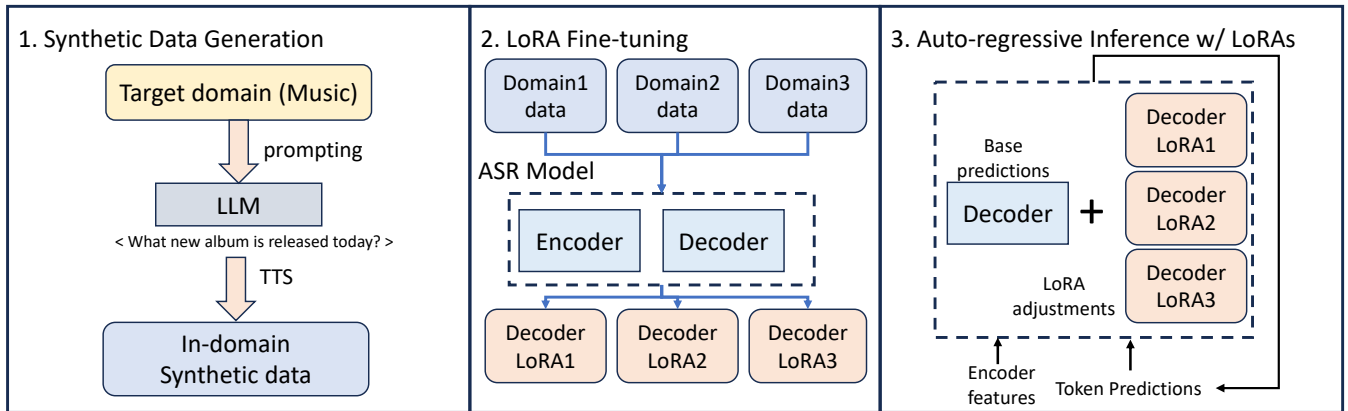 1. Synthetic Data Generation
Target domain (Music)
prompting
LLM
< What new album is released today? >
TTS
In-domain
Synthetic data
2. LoRA Fine-tuning
Domain1
data
Domain2
data
Domain3
data
ASR Model
Encoder
Decoder
Decoder
LoRA1
Decoder
LoRA2
Decoder
LoRA3
3. Auto-regressive Inference w/ LoRAs
Base
predictions
Decoder
+
Decoder
LoRA1
Decoder
LoRA2
Decoder
LoRA3
LoRA
adjustments
Encoder
features
Token Predictions